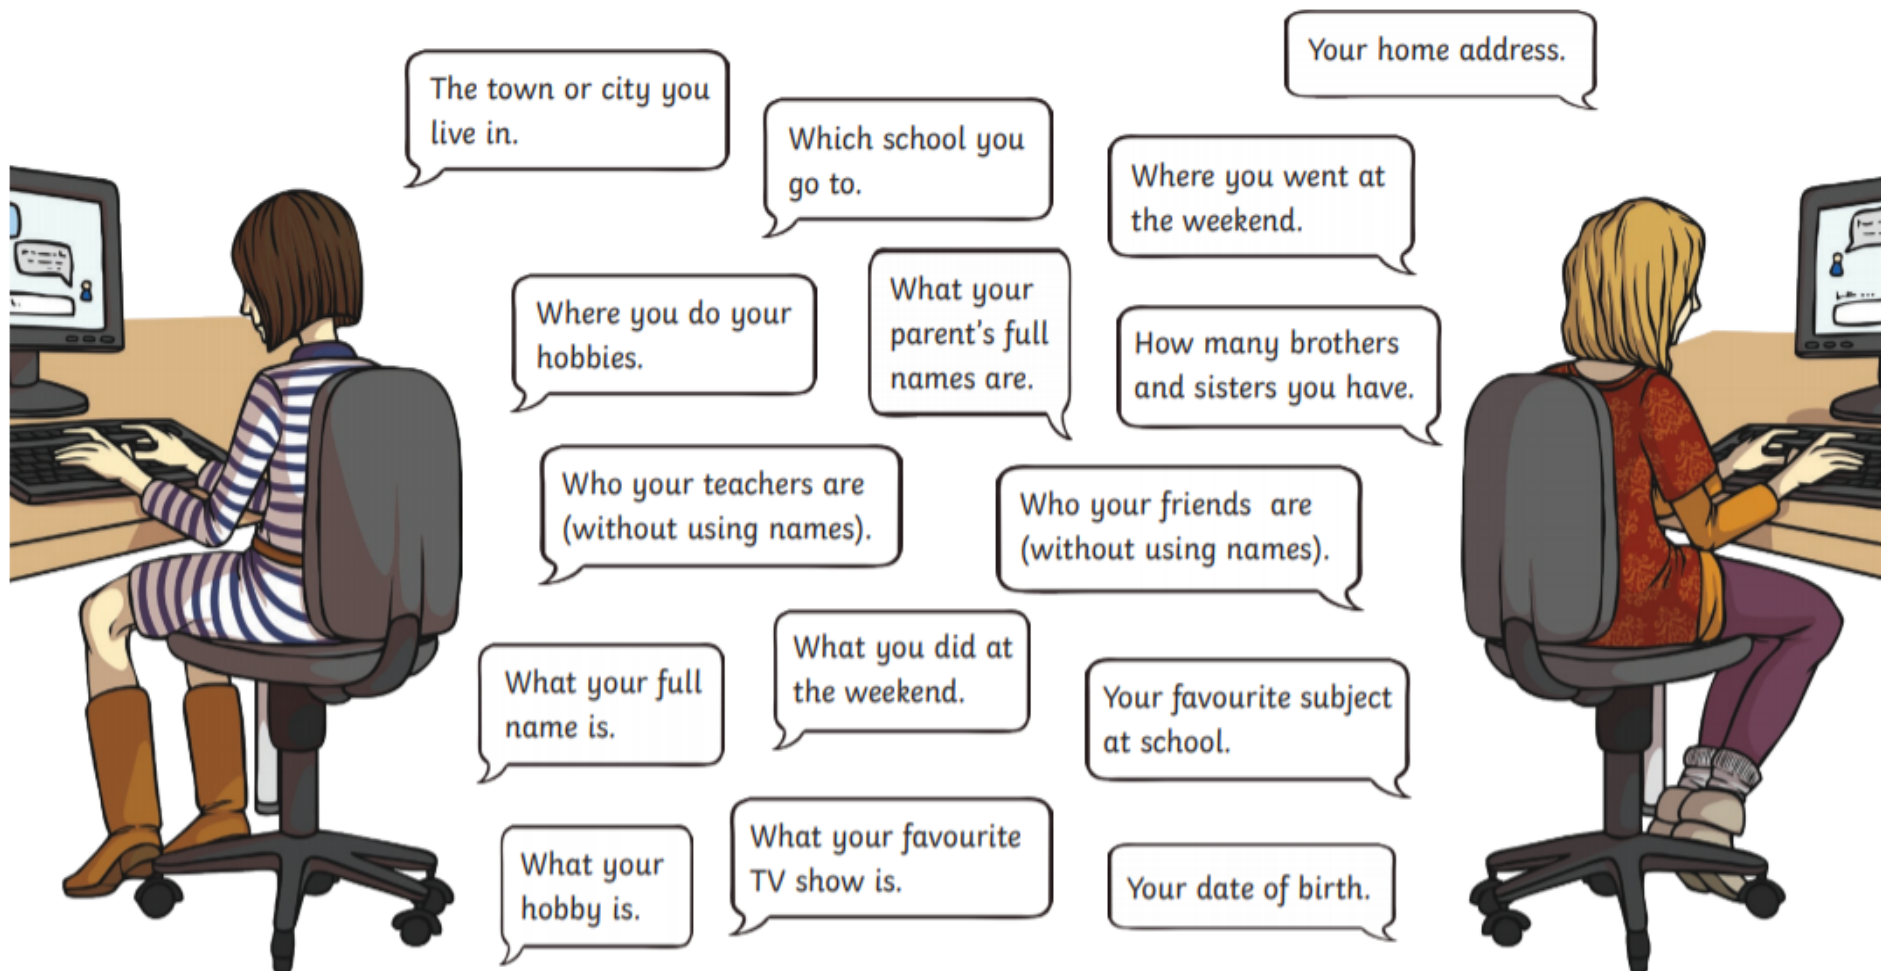 The town or city you
live in.
Your home address.
Which school you
go to.
Where you went at
the weekend.
Where you do your
hobbies.
What your
parent's full
names are.
How many brothers
and sisters you have.
Who your teachers are
(without using names).
Who your friends  are
(without using names).
What your full
name is.
What you did at
the weekend.
Your favourite subject
at school.
What your
hobby is.
What your favourite
TV show is.
Your date of birth.